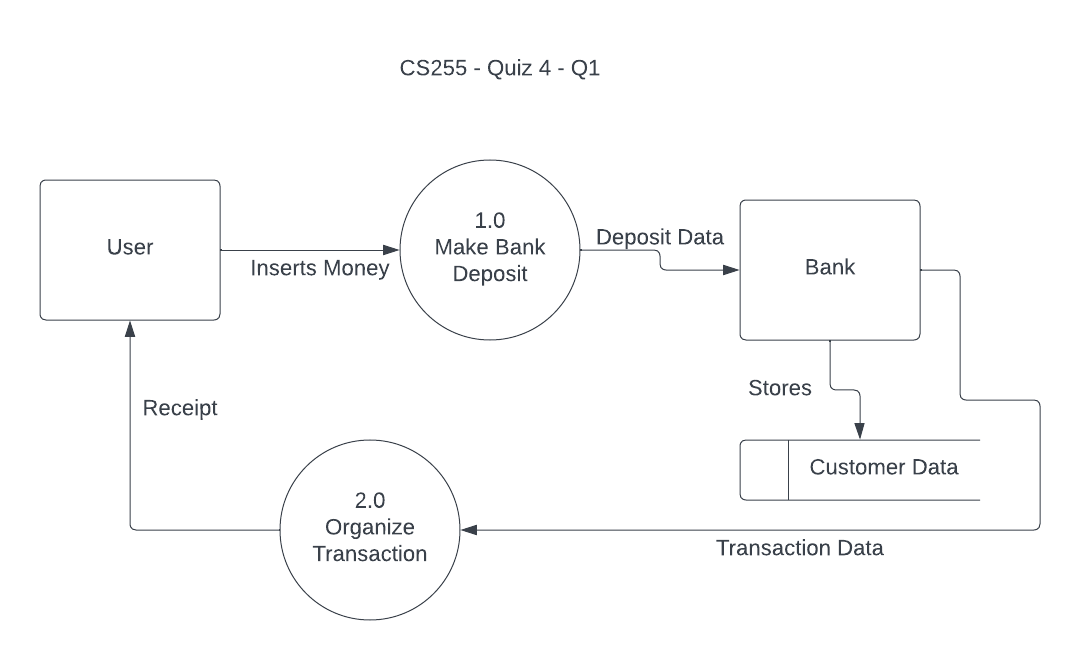 CS255 - Quiz 4 - Q1
User
Inserts Money
1.0
Make Bank
Deposit
Deposit Data
Bank
Stores
Customer Data
Receipt
2.0
Organize
Transaction
Transaction Data